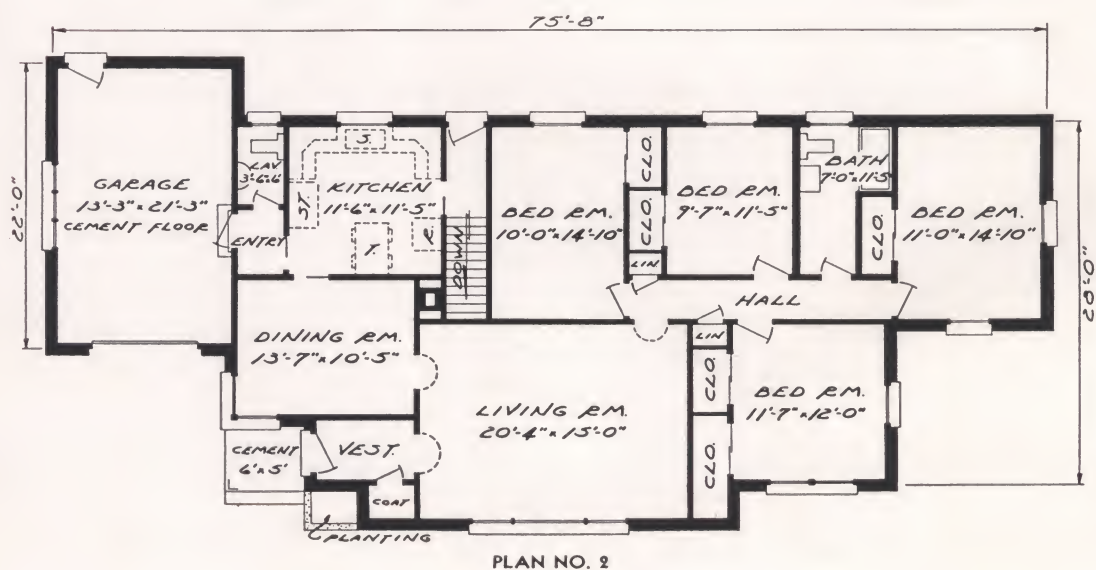 75'-8"
22'-0"
GARAGE
13'-3" x 21'-3"
CEMENT FLOOR
LAV
3'-6"x6'
ENTRY
S.
ST.
KITCHEN
11'-6" x 11'-5"
T.
R.
DOWN
BED RM.
10'-0" x 14'-10"
CLO.
CLO.
LIN.
BED RM.
9'-7" x 11'-5"
BATH
7'-0" x 11'-5"
CLO.
BED RM.
11'-0" x 14'-10"
28'-0"
HALL
DINING RM.
13'-7" x 10'-5"
LIN
CLO.
CLO.
BED RM.
11'-7" x 12'-0"
LIVING RM.
20'-4" x 15'-0"
VEST.
CEMENT
6' x 5'
COAT
PLANTING
PLAN NO. 2